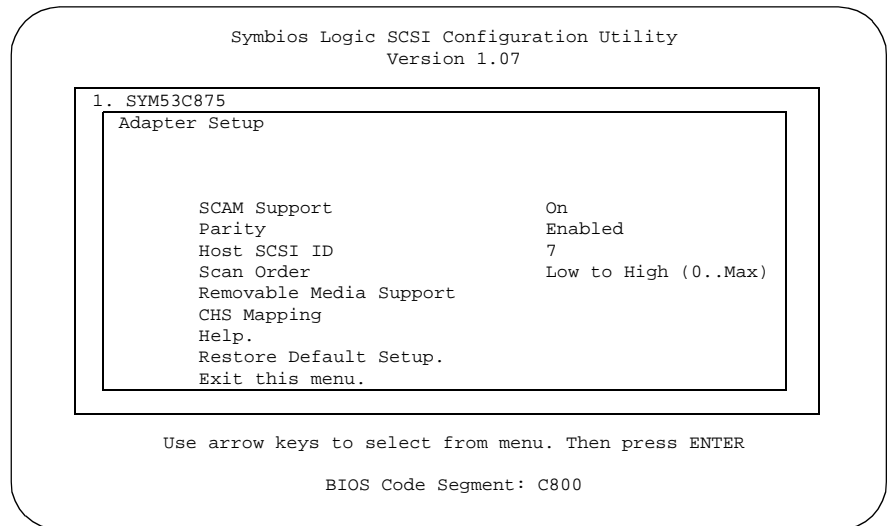 Symbios Logic SCSI Configuration Utility
Version 1.07
1. SYM53C875
Adapter Setup
SCAM Support On
Parity Enabled
Host SCSI ID 7
Scan Order Low to High (0..Max)
Removable Media Support
CHS Mapping
Help.
Restore Default Setup.
Exit this menu.
Use arrow keys to select from menu. Then press ENTER
BIOS Code Segment: C800